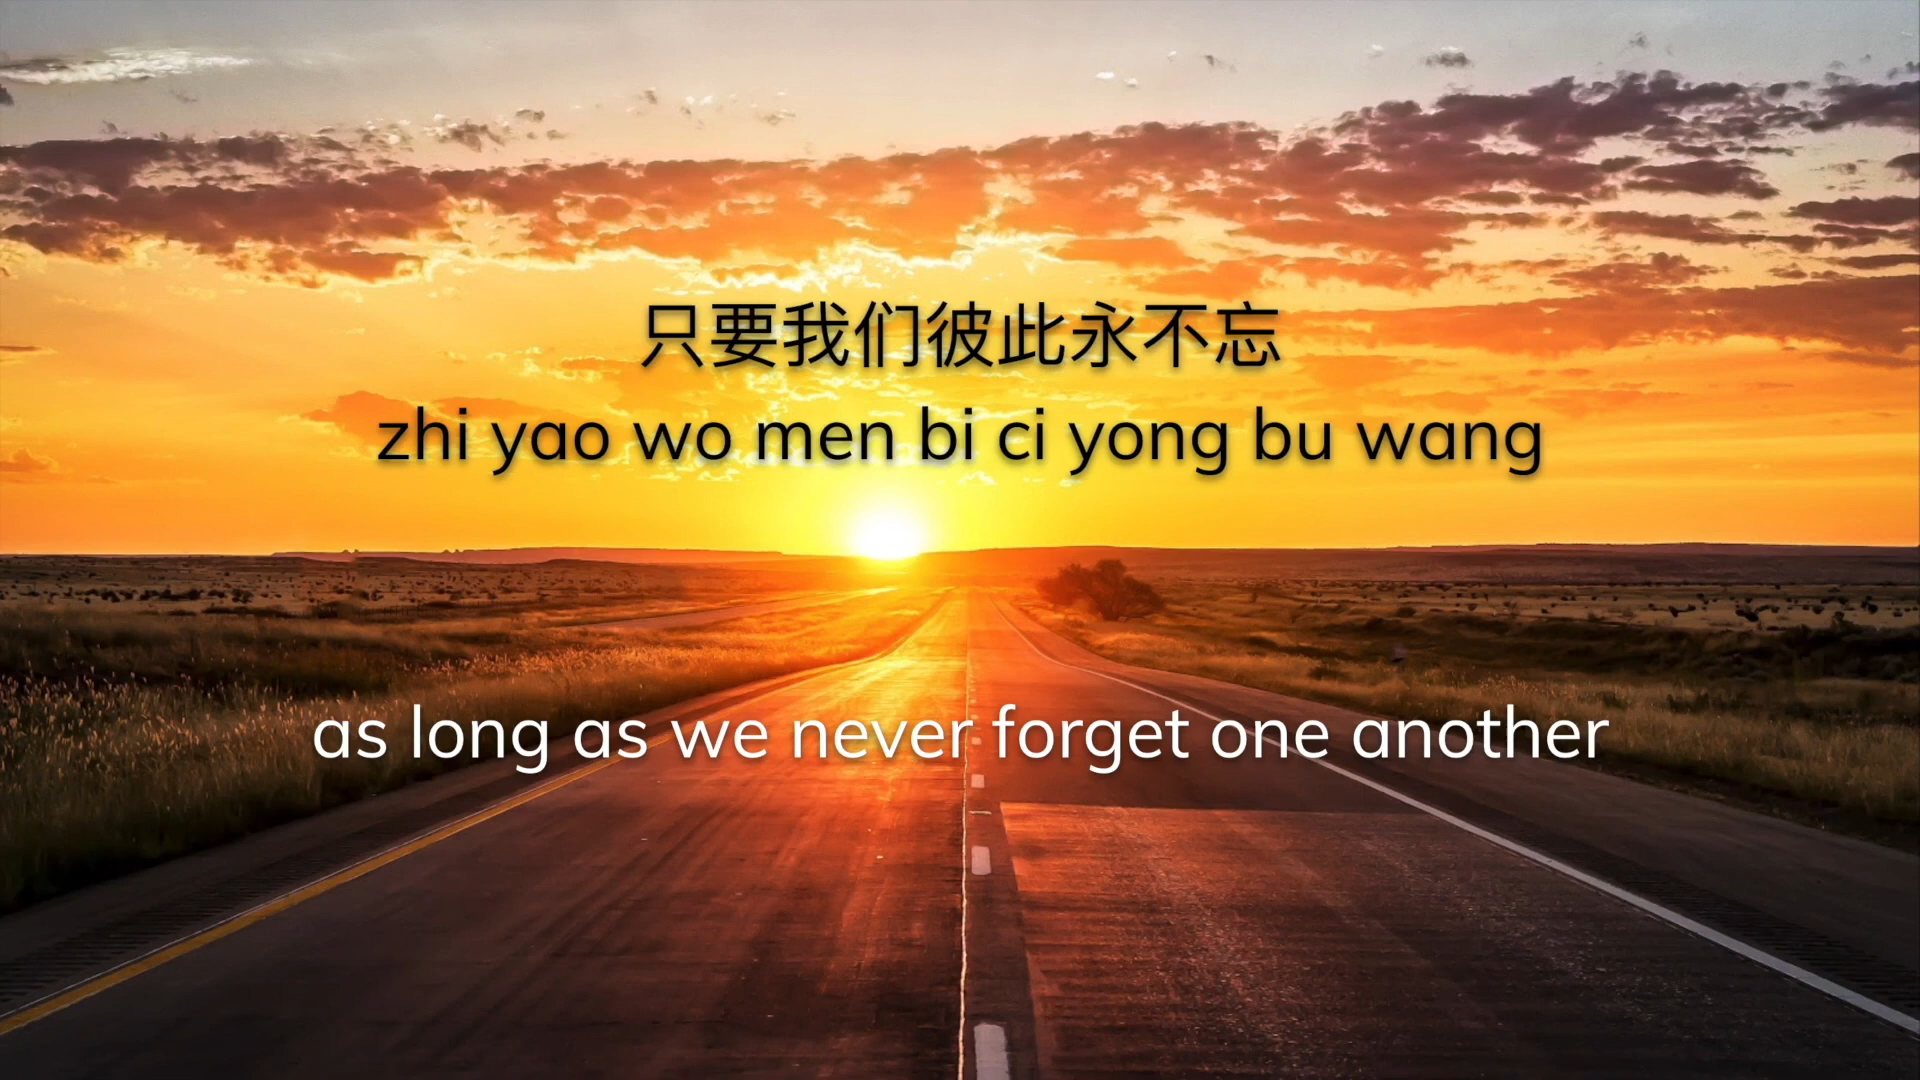 只要我们彼此永不忘
zhi yao wo men bi ci yong bu wang
as long as we never forget one another